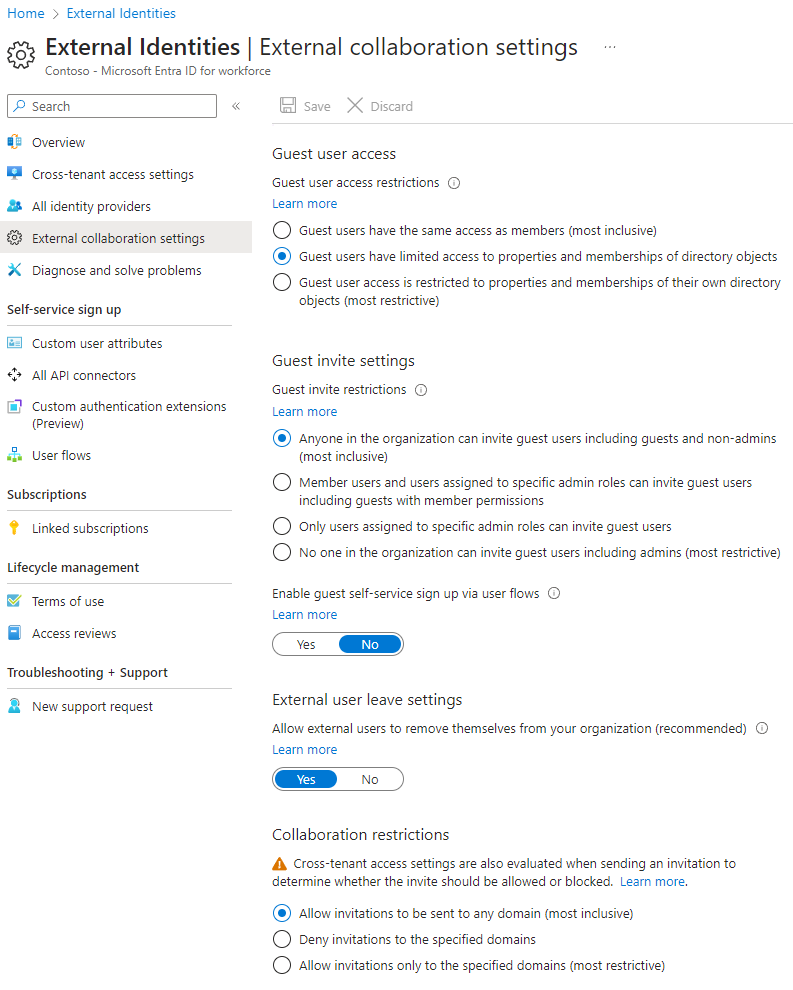 Home > External Identities
External Identities | External collaboration settings ...
Contoso - Microsoft Entra ID for workforce
Search «
Overview
Cross-tenant access settings
All identity providers
External collaboration settings
Diagnose and solve problems
Self-service sign up
Custom user attributes
All API connectors
Custom authentication extensions
(Preview)
User flows
Subscriptions
Linked subscriptions
Lifecycle management
Terms of use
Access reviews
Troubleshooting + Support
New support request
Save Discard
Guest user access
Guest user access restrictions
Learn more
Guest users have the same access as members (most inclusive)
Guest users have limited access to properties and memberships of directory objects
Guest user access is restricted to properties and memberships of their own directory
objects (most restrictive)
Guest invite settings
Guest invite restrictions
Learn more
Anyone in the organization can invite guest users including guests and non-admins
(most inclusive)
Member users and users assigned to specific admin roles can invite guest users
including guests with member permissions
Only users assigned to specific admin roles can invite guest users
No one in the organization can invite guest users including admins (most restrictive)
Enable guest self-service sign up via user flows
Learn more
Yes No
External user leave settings
Allow external users to remove themselves from your organization (recommended)
Learn more
Yes No
Collaboration restrictions
Cross-tenant access settings are also evaluated when sending an invitation to
determine whether the invite should be allowed or blocked. Learn more.
Allow invitations to be sent to any domain (most inclusive)
Deny invitations to the specified domains
Allow invitations only to the specified domains (most restrictive)